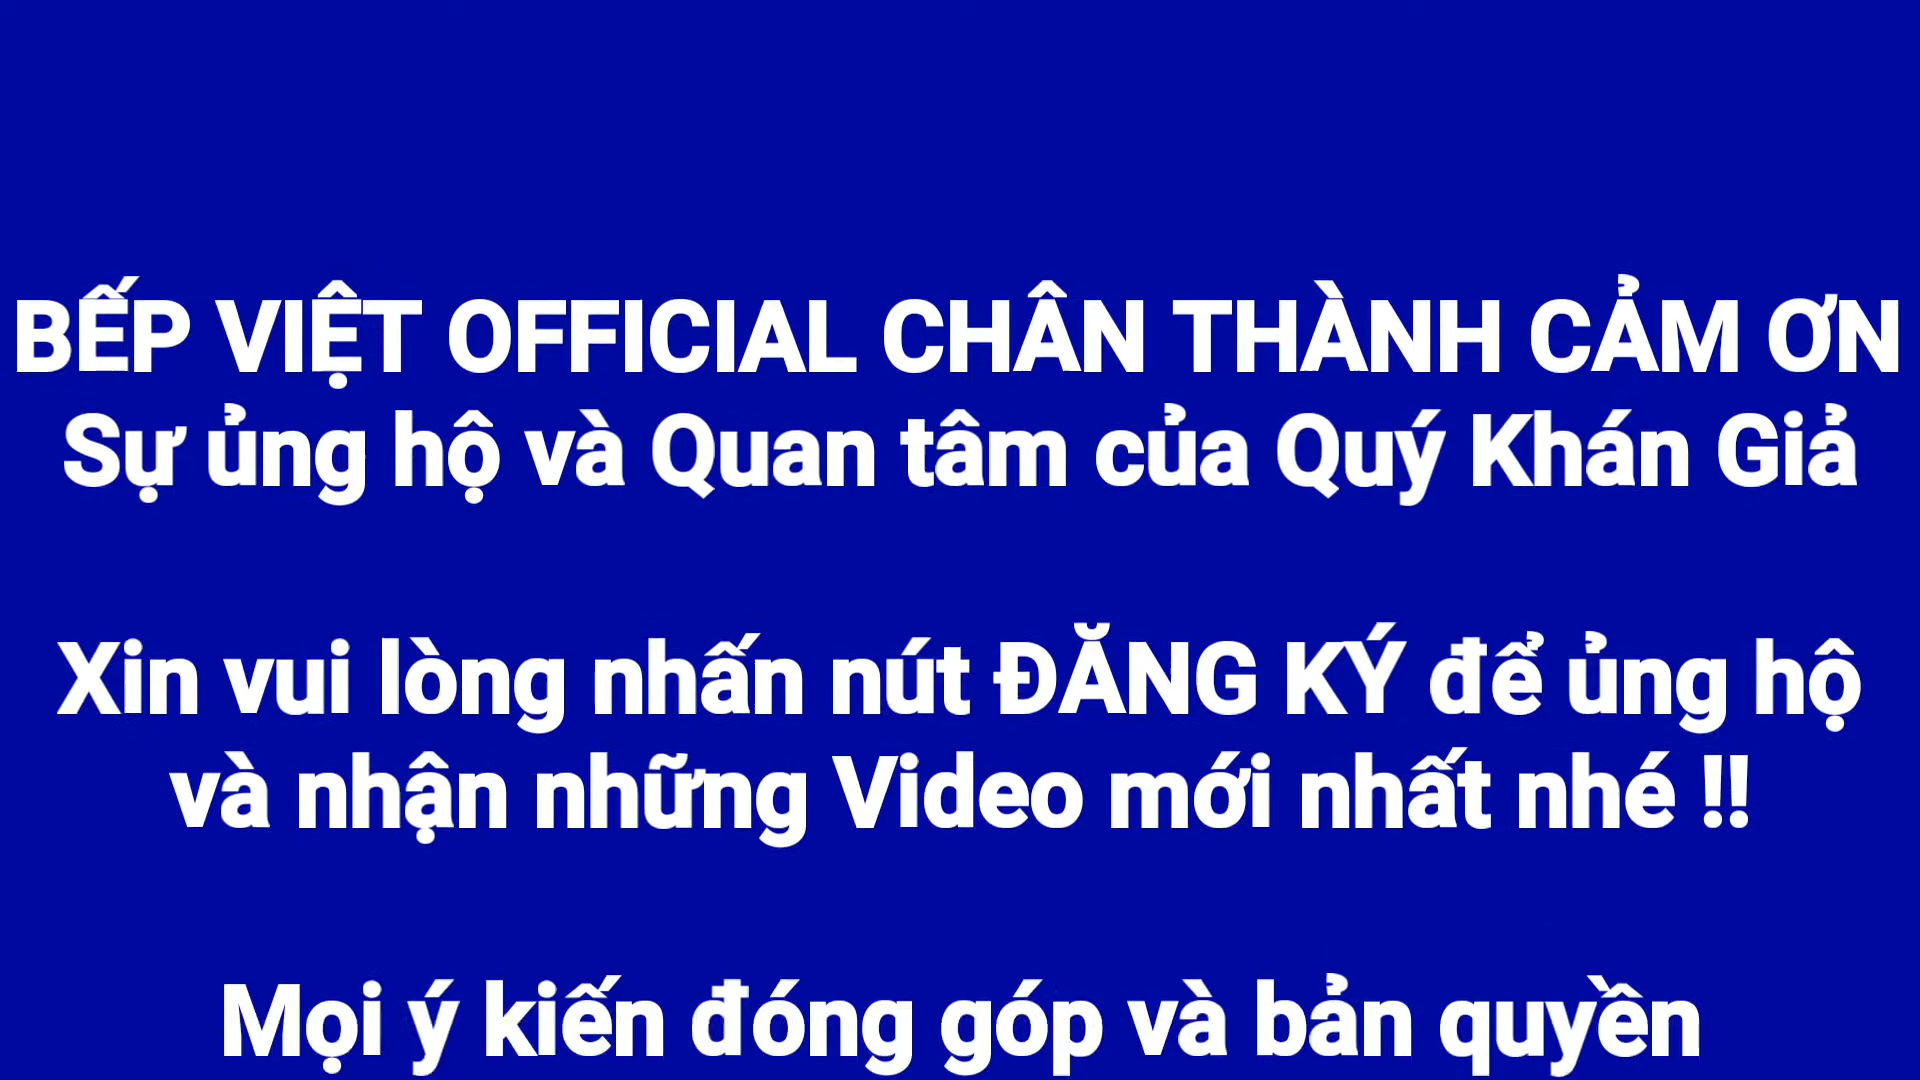 BẾP VIỆT OFFICIAL CHÂN THÀNH CẢM ƠN
Sự ủng hộ và Quan tâm của Quý Khán Giả
Xin vui lòng nhấn nút ĐĂNG KÝ để ủng hộ
và nhận những Video mới nhất nhé !!
Mọi ý kiến đóng góp và bản quyền